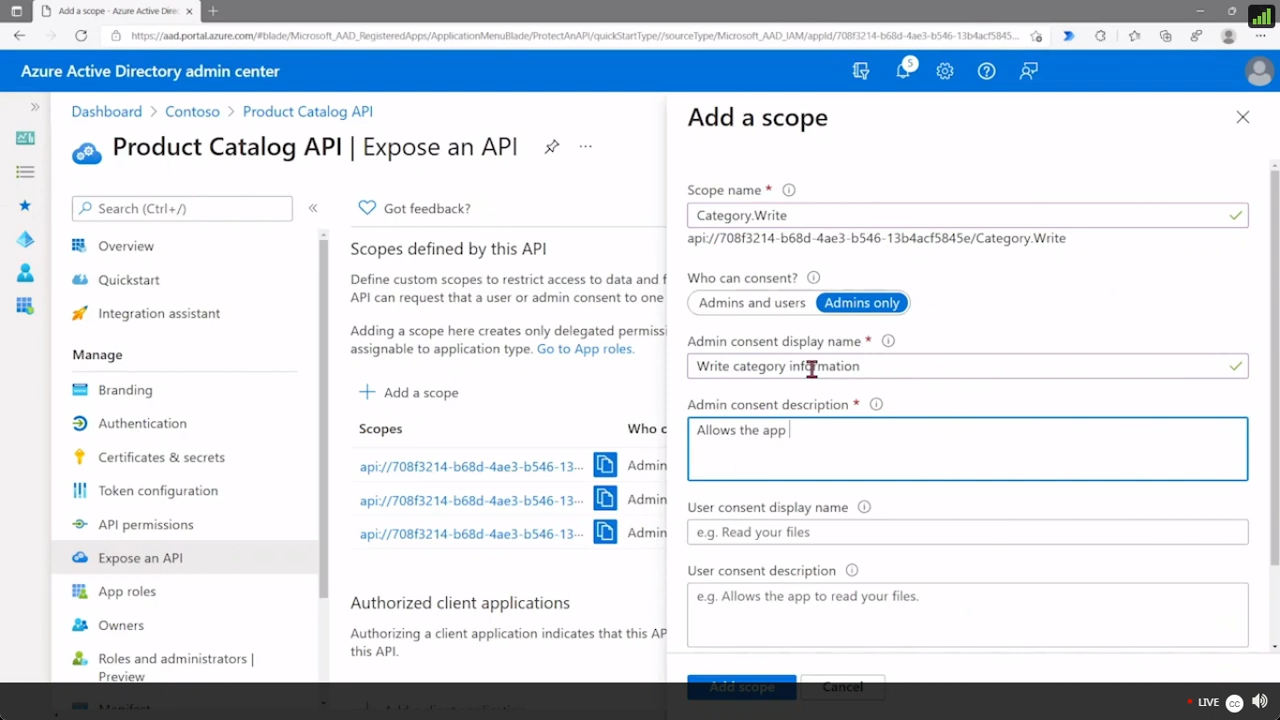 Add a scope - Azure Active Direc
https://aad.portal.azure.com/#blade/Microsoft_AAD_RegisteredApps/ApplicationMenuBlade/ProtectAnAPI/quickStartType//sourceType/Microsoft_AAD_IAM/appId/708f3214-b68d-4ae3-b546-13b4acf5845...
Azure Active Directory admin center
5
Dashboard > Contoso > Product Catalog API
Product Catalog API | Expose an API
Search (Ctrl+/)
Overview
Quickstart
Integration assistant
Manage
Branding
Authentication
Certificates & secrets
Token configuration
API permissions
Expose an API
App roles
Owners
Roles and administrators |
Preview
Manifest
Got feedback?
Scopes defined by this API
Define custom scopes to restrict access to data and f
API can request that a user or admin consent to one
Adding a scope here creates only delegated permiss
assignable to application type. Go to App roles.
Add a scope
Scopes Who c
api://708f3214-b68d-4ae3-b546-13... Admin
api://708f3214-b68d-4ae3-b546-13... Admin
api://708f3214-b68d-4ae3-b546-13... Admin
Authorized client applications
Authorizing a client application indicates that this AP
this API.
Add a client application
Add a scope
Scope name *
Category.Write
api://708f3214-b68d-4ae3-b546-13b4acf5845e/Category.Write
Who can consent?
Admins and users Admins only
Admin consent display name *
Write category information
Admin consent description *
Allows the app
User consent display name
e.g. Read your files
User consent description
e.g. Allows the app to read your files.
Add scope Cancel
LIVE CC